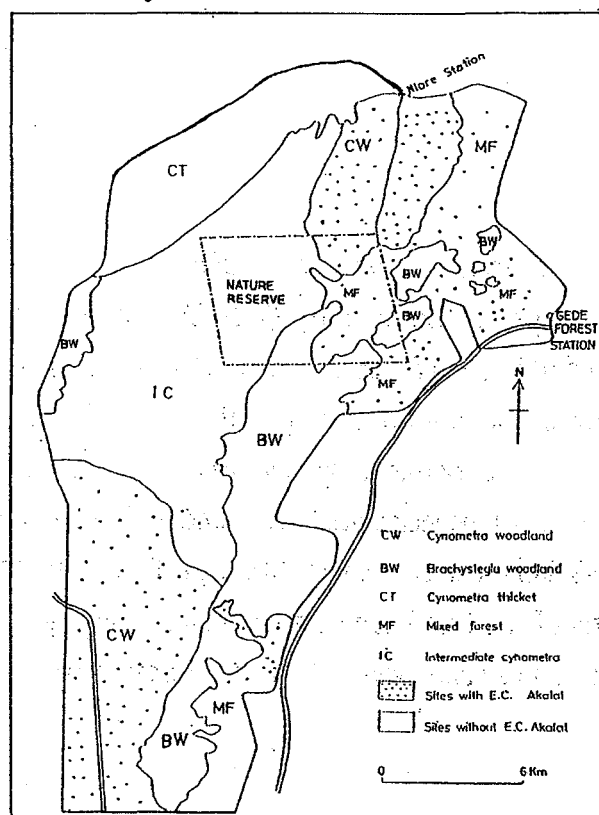 Nlore Station
CW
MF
CT
BW
NATURE
RESERVE
MF
BW
MF
BW
GEDE
FOREST
STATION
BW
IC
MF
N
BW
CW
MF
BW
CW Cynometra woodland
BW Brachysleglu woodland
CT Cynometra thicket
MF Mixed forest
IC Intermediate cynometra
Sites with E.C. Akalat
Sites without E.C. Akalat
0 6 Km